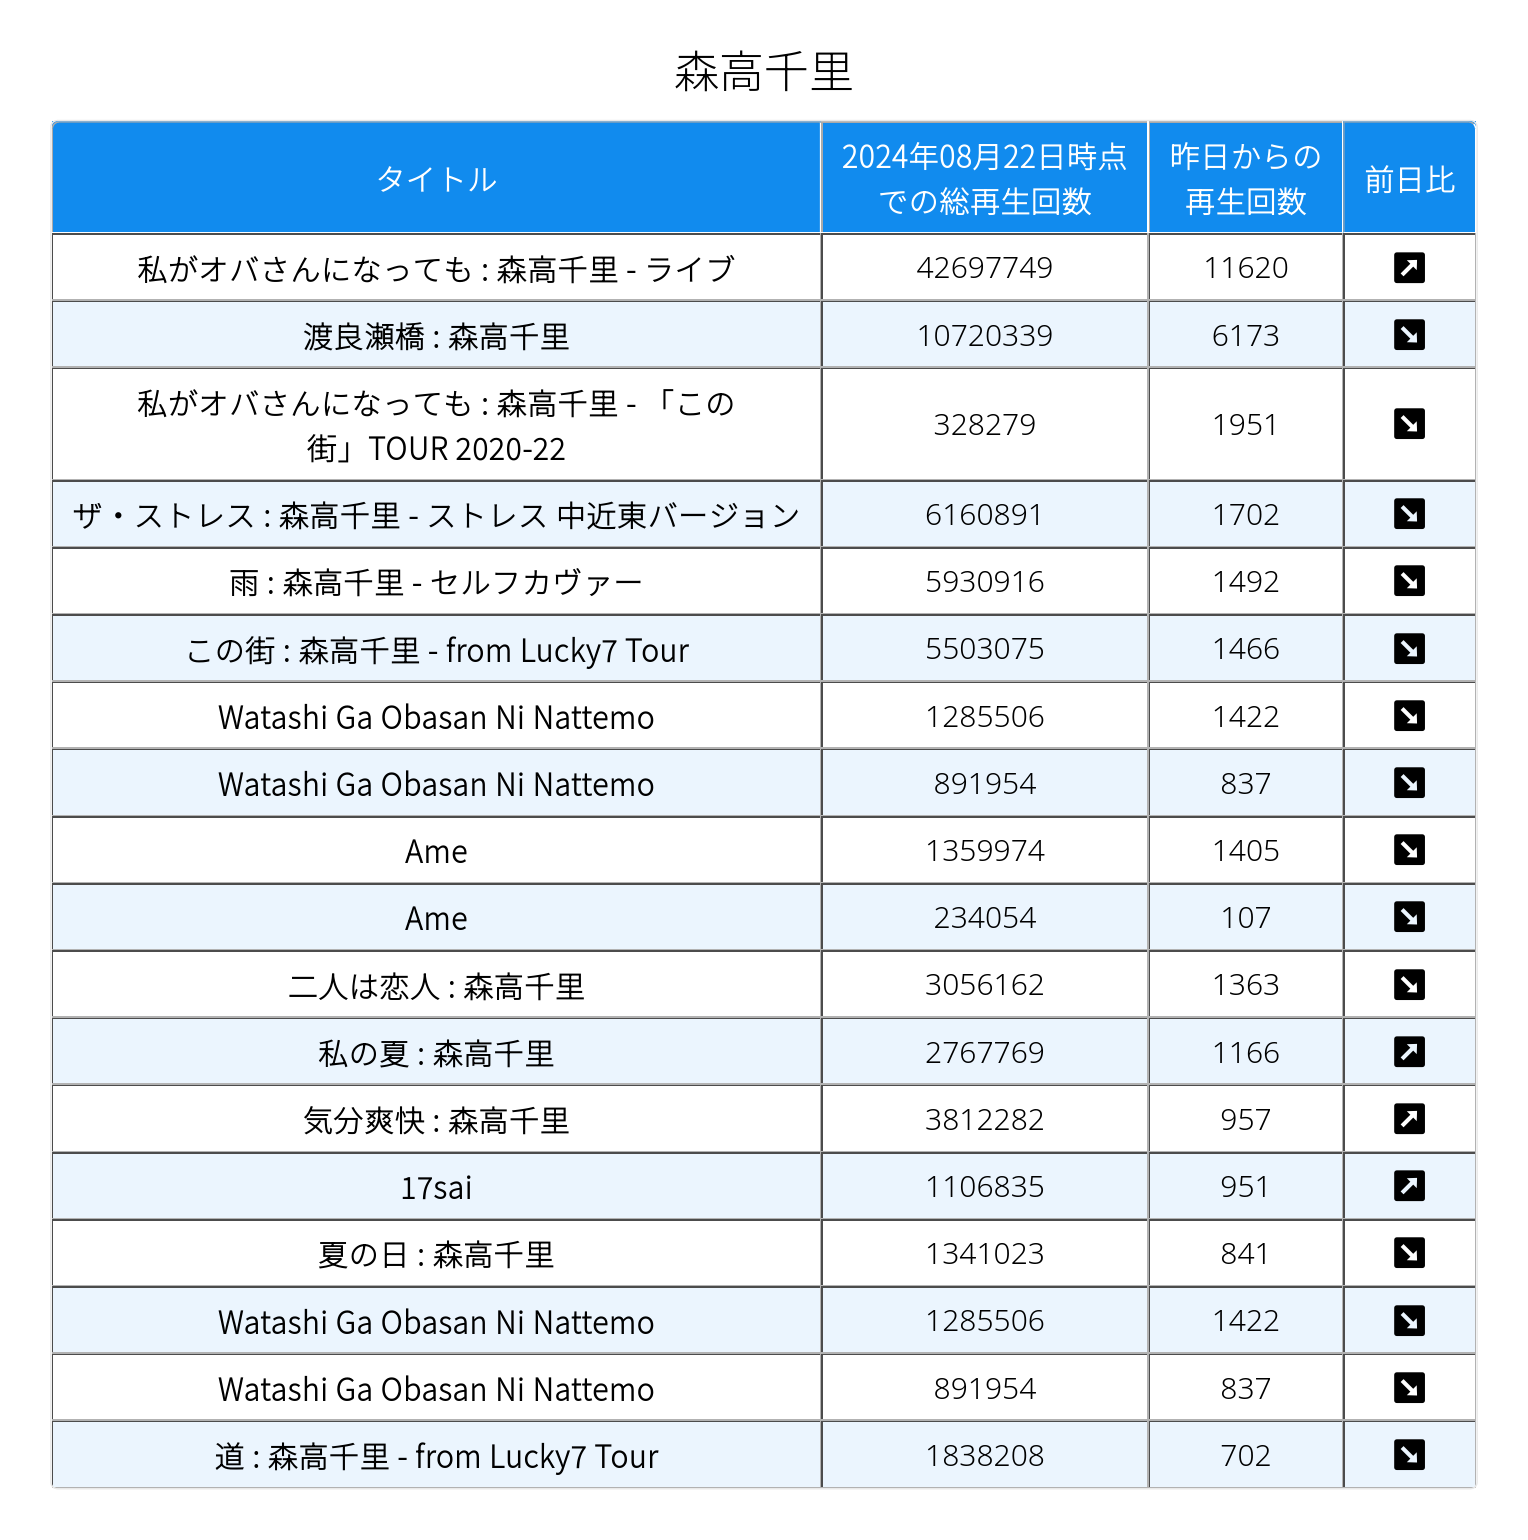 森高千里
タイトル 2024年08月22日時点での総再生回数 昨日からの再生回数 前日比
私がオバさんになっても : 森高千里 - ライブ 42697749 11620 ↗
渡良瀬橋 : 森高千里 10720339 6173 ↘
私がオバさんになっても : 森高千里 - 「この街」TOUR 2020-22 328279 1951 ↘
ザ・ストレス : 森高千里 - ストレス 中近東バージョン 6160891 1702 ↘
雨 : 森高千里 - セルフカヴァー 5930916 1492 ↘
この街 : 森高千里 - from Lucky7 Tour 5503075 1466 ↘
Watashi Ga Obasan Ni Nattemo 1285506 1422 ↘
Watashi Ga Obasan Ni Nattemo 891954 837 ↘
Ame 1359974 1405 ↘
Ame 234054 107 ↘
二人は恋人 : 森高千里 3056162 1363 ↘
私の夏 : 森高千里 2767769 1166 ↗
気分爽快 : 森高千里 3812282 957 ↗
17sai 1106835 951 ↗
夏の日 : 森高千里 1341023 841 ↘
Watashi Ga Obasan Ni Nattemo 1285506 1422 ↘
Watashi Ga Obasan Ni Nattemo 891954 837 ↘
道 : 森高千里 - from Lucky7 Tour 1838208 702 ↘